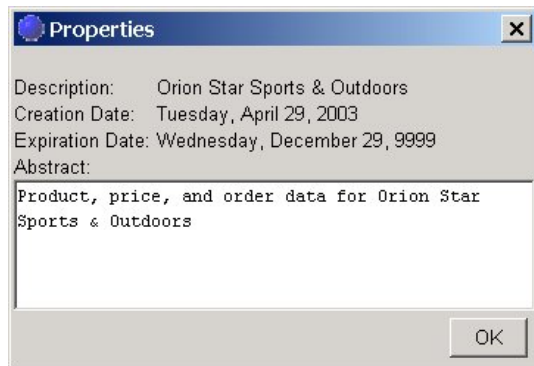 Properties
Description: Orion Star Sports & Outdoors
Creation Date: Tuesday, April 29, 2003
Expiration Date: Wednesday, December 29, 9999
Abstract:
Product, price, and order data for Orion Star
Sports & Outdoors
OK